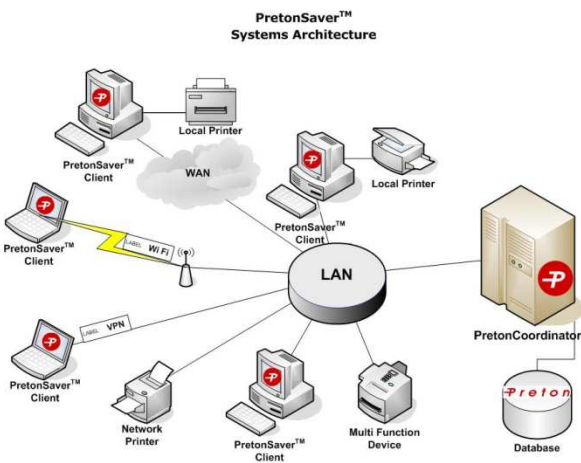 PretonSaver™
Systems Architecture
Local Printer
PretonSaver™
Client
WAN
Local Printer
PretonSaver™
Client
PretonSaver™
Client
LABEL Wi Fi
LAN
PretonCoordinator
LABEL VPN
PretonSaver™
Client
Network
Printer
PretonSaver™
Client
Multi Function
Device
Preton
Database